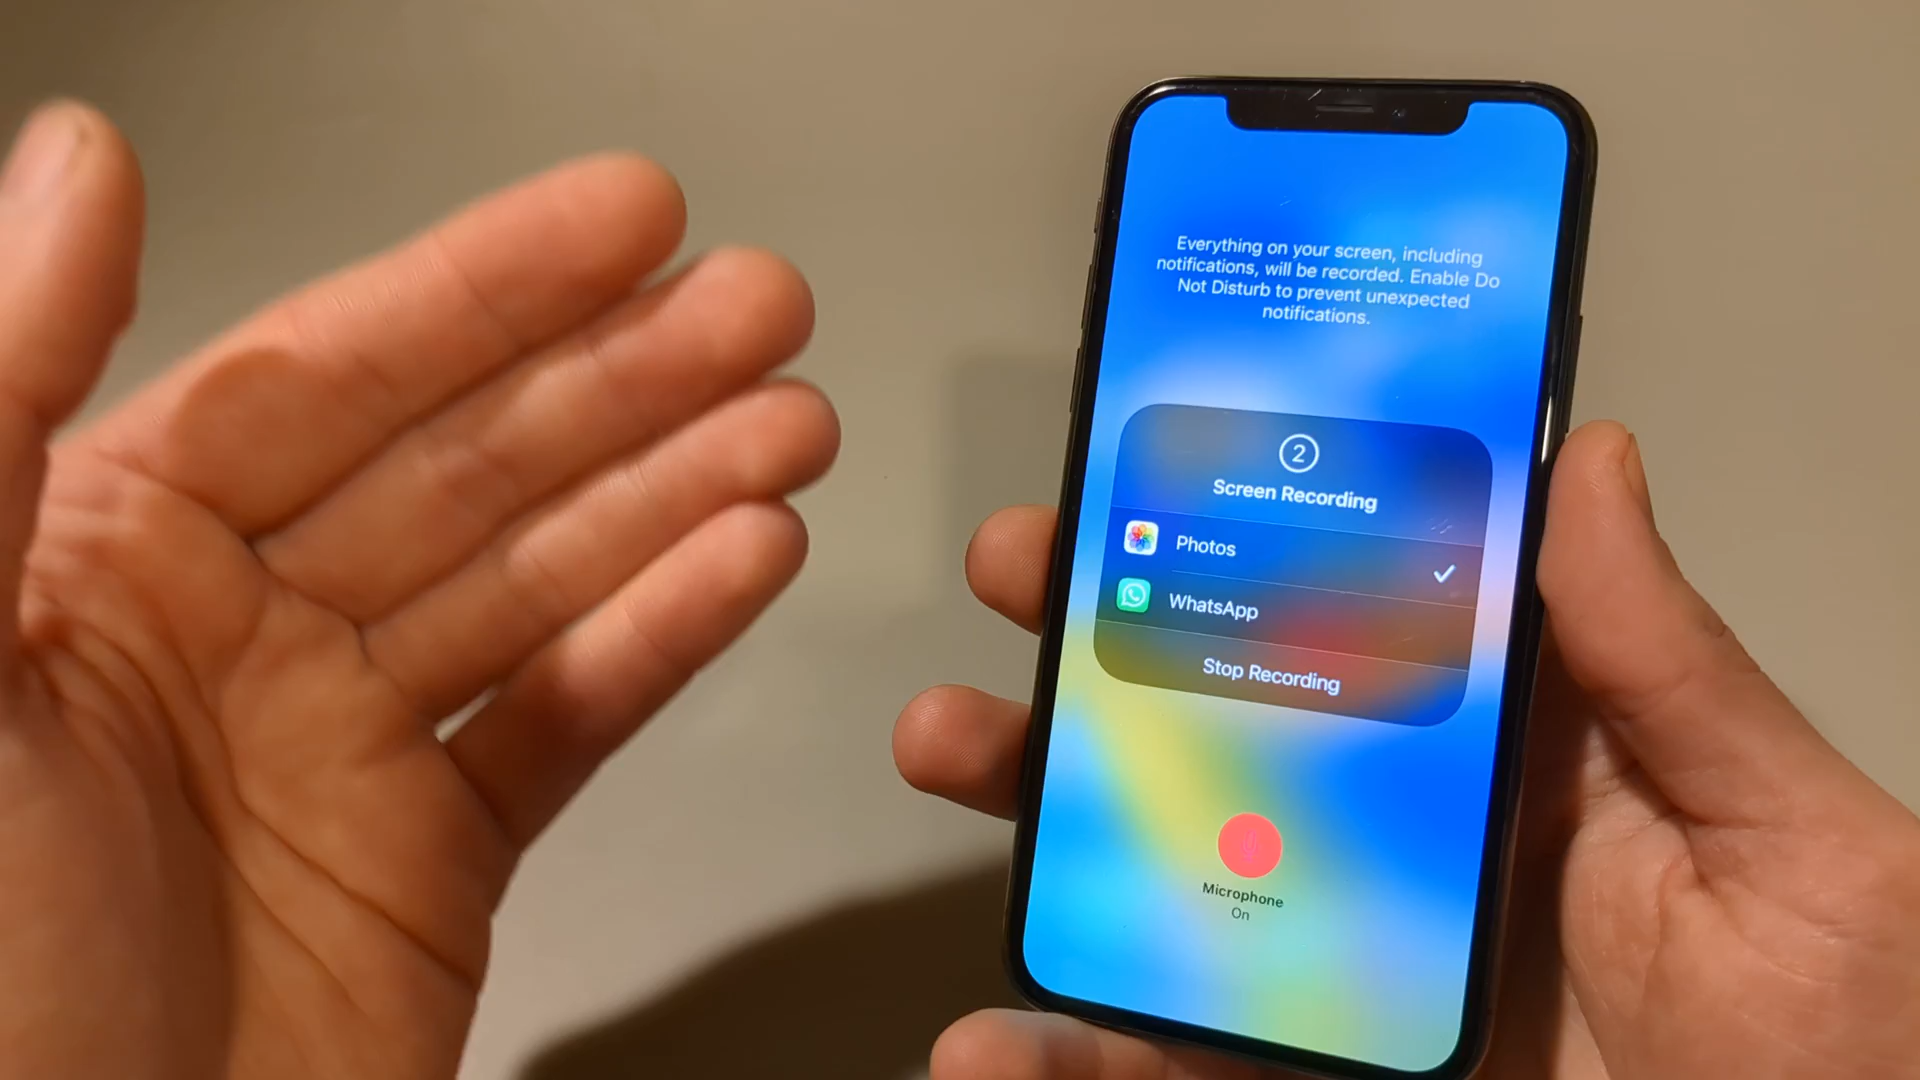 Everything on your screen, including
notifications, will be recorded. Enable Do
Not Disturb to prevent unexpected
notifications.
2
Screen Recording
Photos
WhatsApp
Stop Recording
Microphone
On